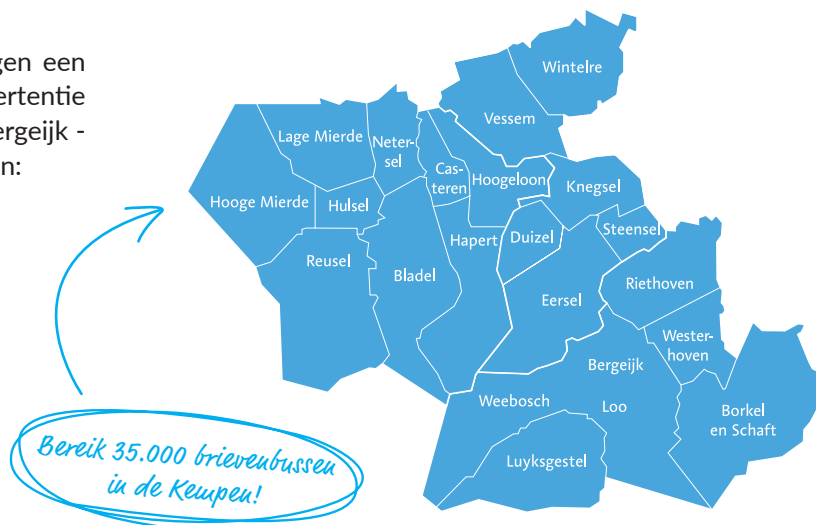 gen een
ertentie
ergeijk -
n:
Wintelre
Vessem
Lage Mierde
Neter-
sel
Cas-
teren
Hoogeloon
Knegsel
Hooge Mierde
Hulsel
Hapert
Duizel
Steensel
Reusel
Bladel
Eersel
Riethoven
Wester-
hoven
Bergeijk
Weebosch
Loo
Borkel
en Schaft
Luyksgestel
Bereik 35.000 brievenbussen
in de Kempen!